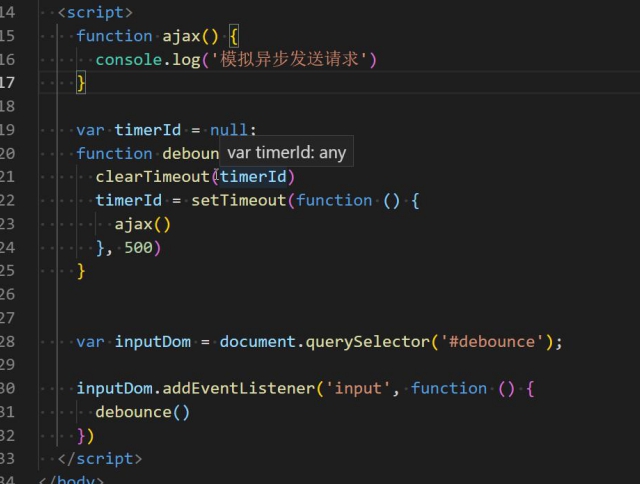 14 <script>
15 function ajax() {
16 console.log('模拟异步发送请求')
17 }
18
19 var timerId = null;
20 function deboun
var timerId: any
21 clearTimeout(timerId)
22 timerId = setTimeout(function () {
23 ajax()
24 }, 500)
25 }
26
27
28 var inputDom = document.querySelector('#debounce');
29
30 inputDom.addEventListener('input', function () {
31 debounce()
32 })
33 </script>
34 </body>